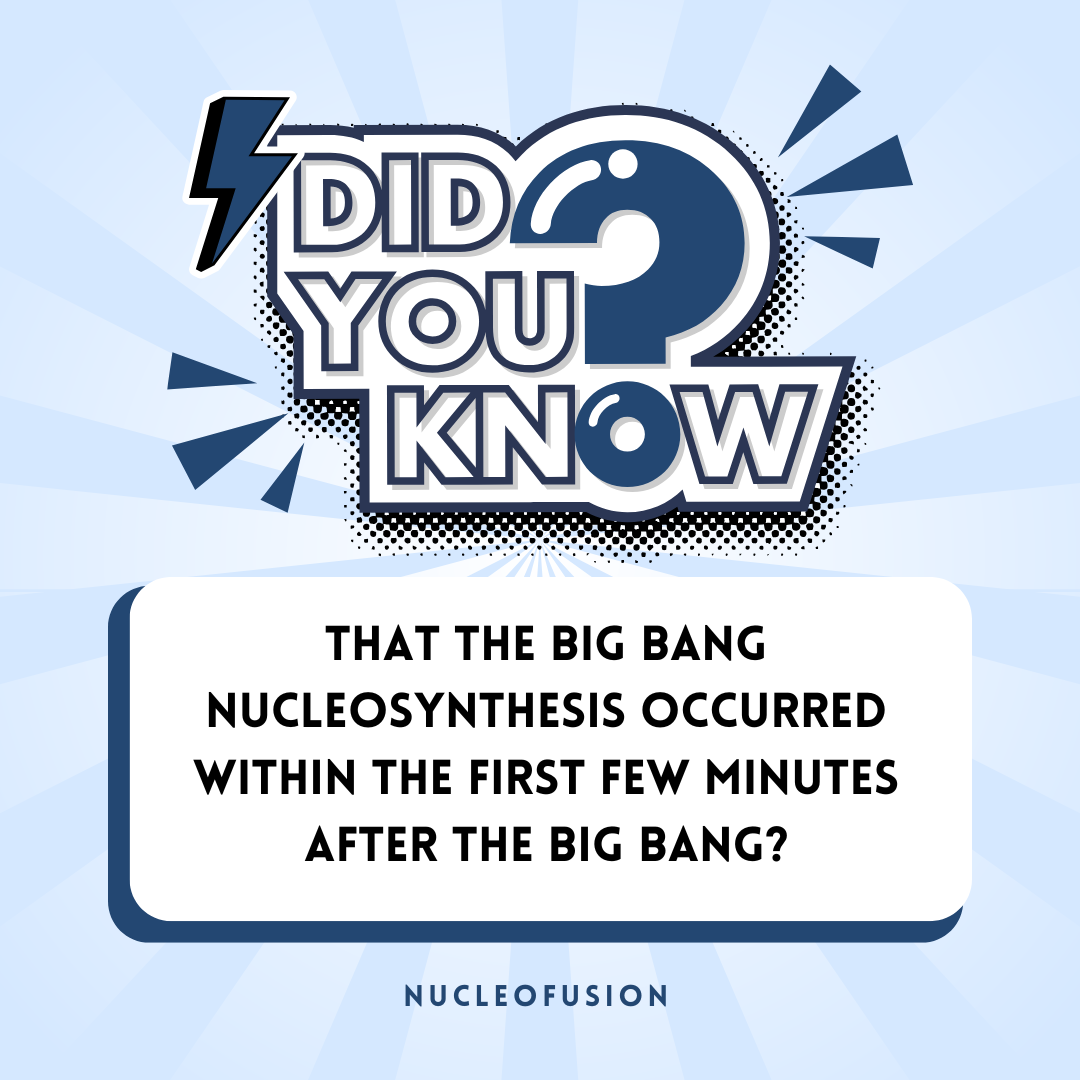 DID
YOU
KNOW
?
THAT THE BIG BANG
NUCLEOSYNTHESIS OCCURRED
WITHIN THE FIRST FEW MINUTES
AFTER THE BIG BANG?
NUCLEOFUSION